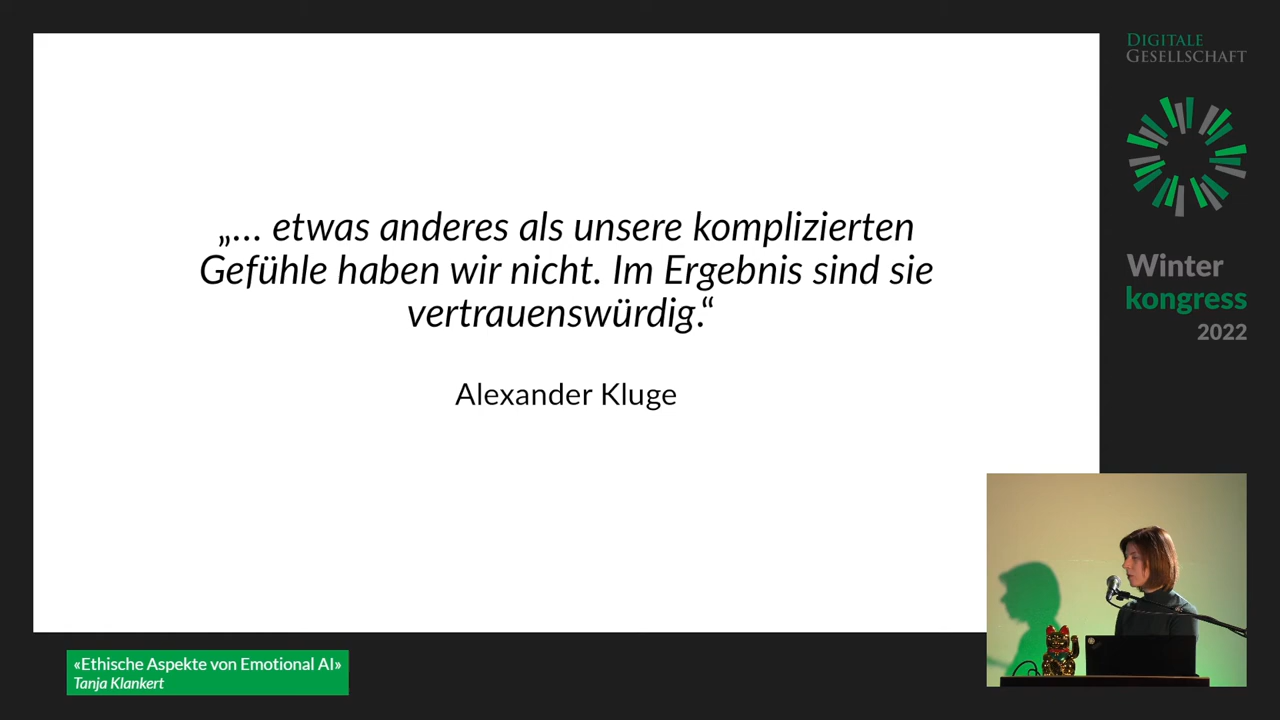 „… etwas anderes als unsere komplizierten
Gefühle haben wir nicht. Im Ergebnis sind sie
vertrauenswürdig.“
Alexander Kluge
DIGITALE
GESELLSCHAFT
Winter
kongress
2022
«Ethische Aspekte von Emotional AI»
Tanja Klankert